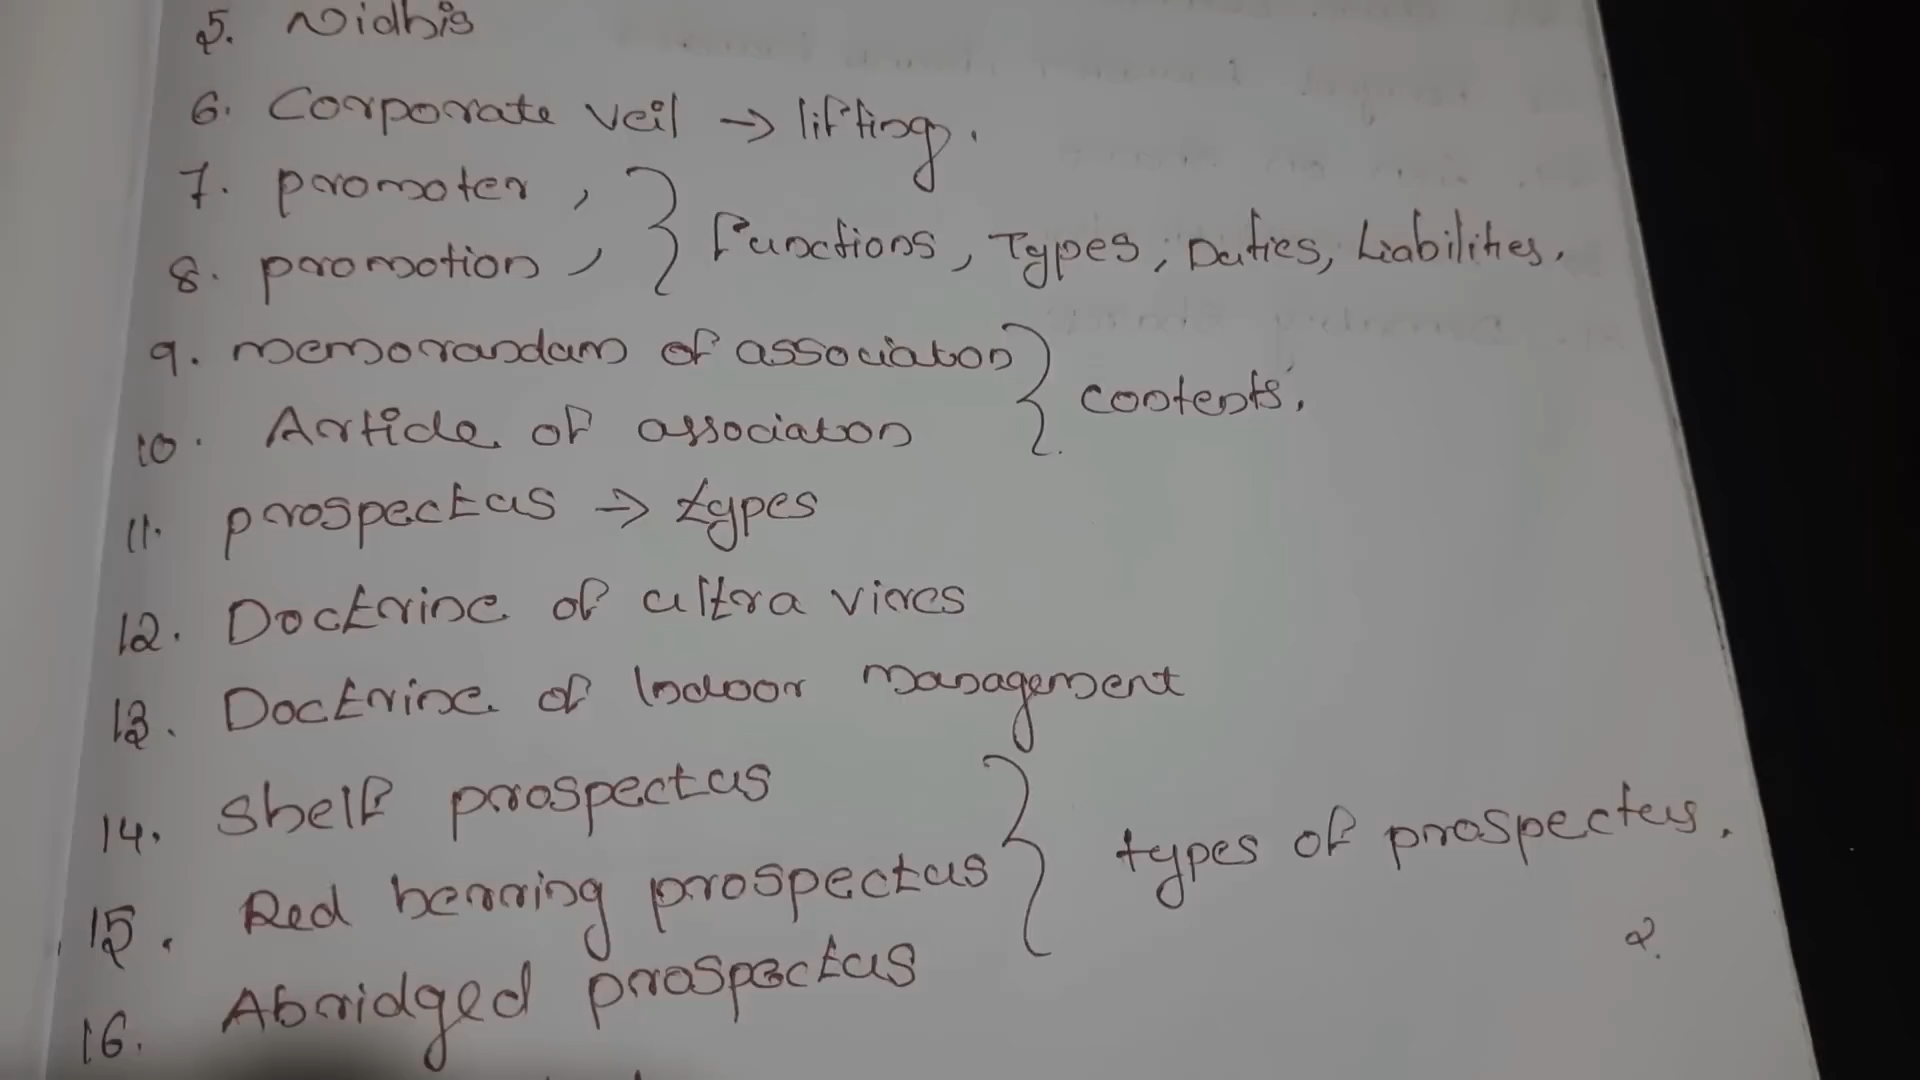 5. Nidhis
6. Corporate veil → lifting.
7. promoter, } Functions, Types, Duties, Liabilities.
8. promotion,
9. memorandum of association } contents.
10. Article of association
11. prospectus → types
12. Doctrine of ultra vires
13. Doctrine of Indoor management
14. Shelf prospectus } types of prospectus.
15. Red herring prospectus
16. Abridged prospectus
2.